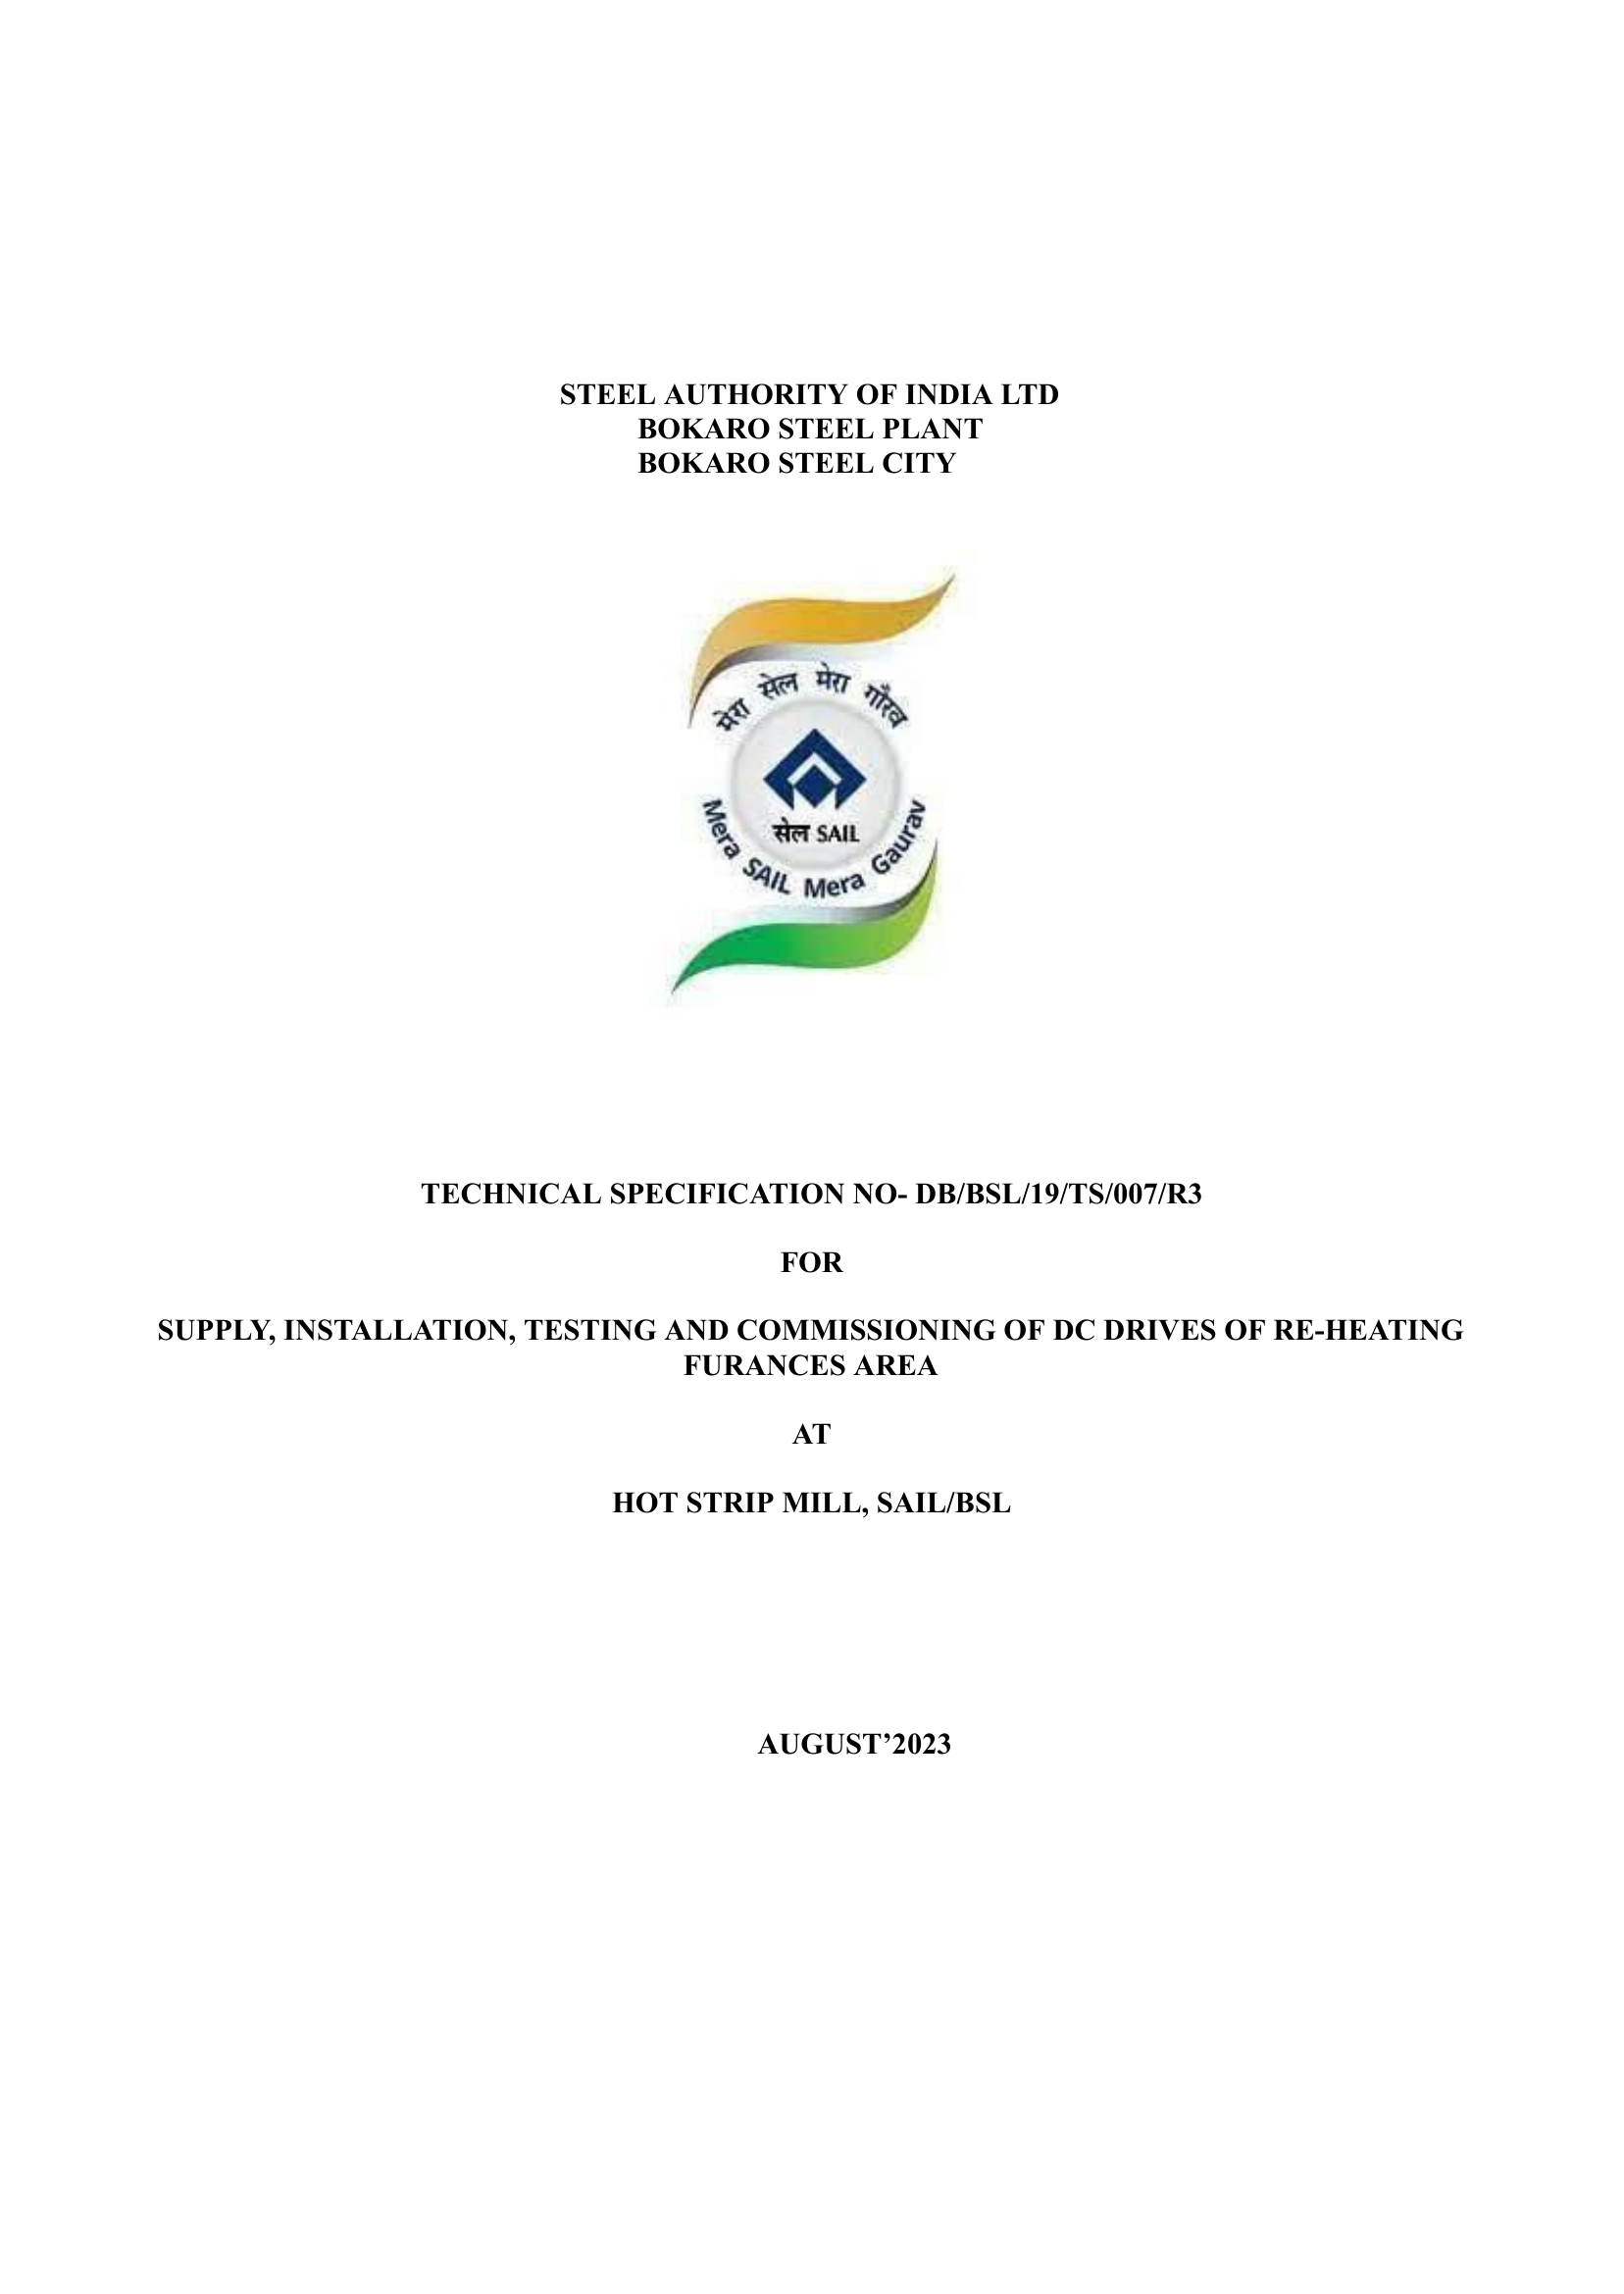 STEEL AUTHORITY OF INDIA LTD
BOKARO STEEL PLANT
BOKARO STEEL CITY
मेरा सेल मेरा गौरव
सेल SAIL
Mera SAIL Mera Gaurav
TECHNICAL SPECIFICATION NO- DB/BSL/19/TS/007/R3
FOR
SUPPLY, INSTALLATION, TESTING AND COMMISSIONING OF DC DRIVES OF RE-HEATING
FURANCES AREA
AT
HOT STRIP MILL, SAIL/BSL
AUGUST’2023